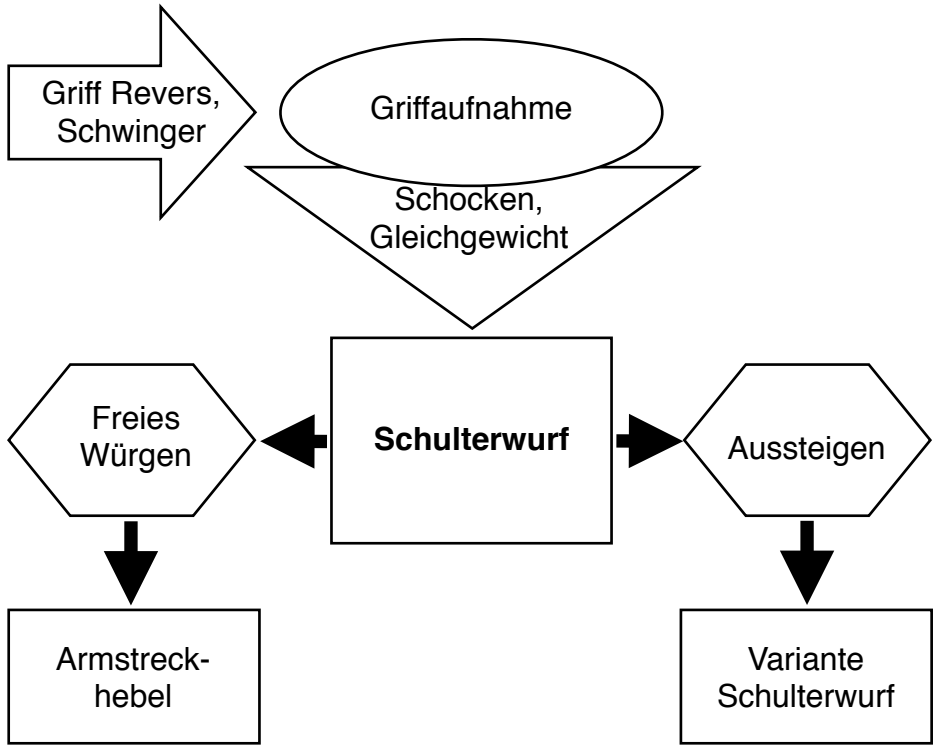 Griff Revers,
Schwinger
Griffaufnahme
Schocken,
Gleichgewicht
Freies
Würgen
Schulterwurf
Aussteigen
Armstreck-
hebel
Variante
Schulterwurf